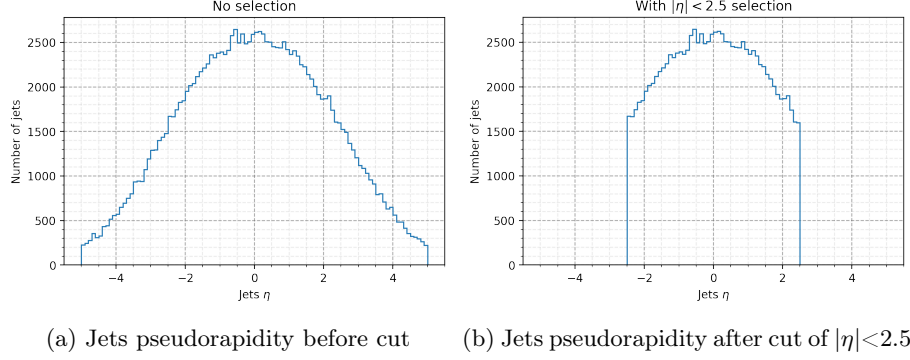 No selection
2500
2000
1500
1000
500
0
Number of jets
−4 −2 0 2 4
Jets η
With |η| < 2.5 selection
2500
2000
1500
1000
500
0
Number of jets
−4 −2 0 2 4
Jets η
(a) Jets pseudorapidity before cut
(b) Jets pseudorapidity after cut of |η|<2.5